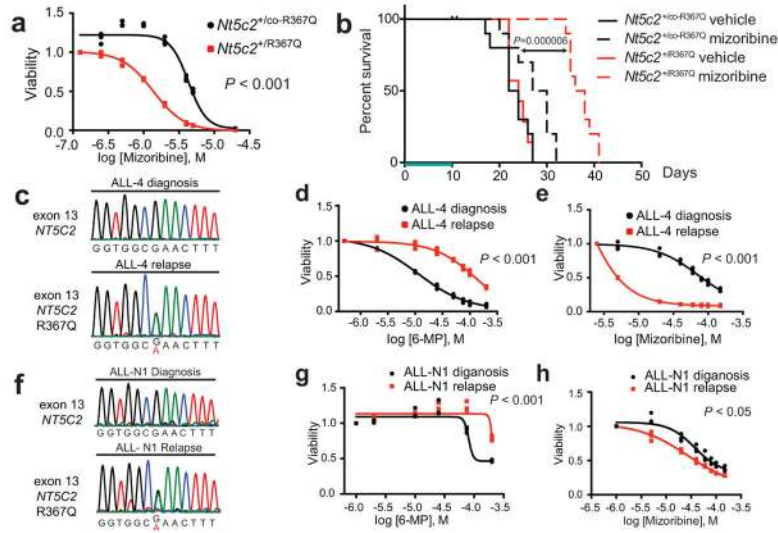 a
Nt5c2+/co-R367Q
Nt5c2+/R367Q
P < 0.001
Viability
1.5
1.0
0.5
0
-7.0 -6.5 -6.0 -5.5 -5.0 -4.5
log [Mizoribine], M
b
Percent survival
100
50
0
P=0.000006
0 10 20 30 40 50 Days
Nt5c2+/co-R367Q vehicle
Nt5c2+/co-R367Q mizoribine
Nt5c2+/R367Q vehicle
Nt5c2+/R367Q mizoribine
c
ALL-4 diagnosis
exon 13
NT5C2
G G T G G C G A A C T T T
ALL-4 relapse
exon 13
NT5C2
R367Q
G G T G G C G A A C T T T
A
d
ALL-4 diagnosis
ALL-4 relapse
P < 0.001
Viability
1.5
1.0
0.5
0
-5.5 -5.0 -4.5 -4.0 -3.5
log [6-MP], M
e
ALL-4 diagnosis
ALL-4 relapse
P < 0.001
Viability
1.5
1.0
0.5
0
-5.5 -5.0 -4.5 -4.0 -3.5
log [Mizoribine], M
f
ALL-N1 Diagnosis
exon 13
NT5C2
G G T G G C G A A C T T T
ALL- N1 Relapse
exon 13
NT5C2
R367Q
G G T G G C G A A C T T T
A
g
ALL-N1 diganosis
ALL-N1 relapse
P < 0.001
Viability
1.5
1.0
0.5
0
-6.0 -5.5 -5.0 -4.5 -4.0 -3.5
log [6-MP], M
h
ALL-N1 diganosis
ALL-N1 relapse
P < 0.05
Viability
1.5
1.0
0.5
0
-6.0 -5.5 -5.0 -4.5 -4.0 -3.5
log [Mizoribine], M